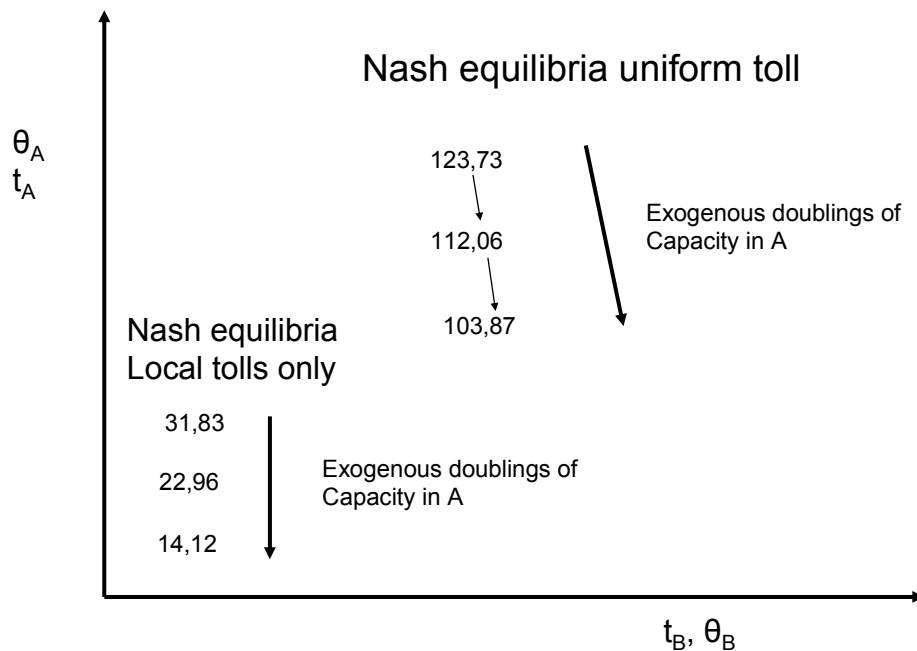 Nash equilibria uniform toll
θA
tA
123,73
112,06
103,87
Exogenous doublings of
Capacity in A
Nash equilibria
Local tolls only
31,83
22,96
14,12
Exogenous doublings of
Capacity in A
tB, θB